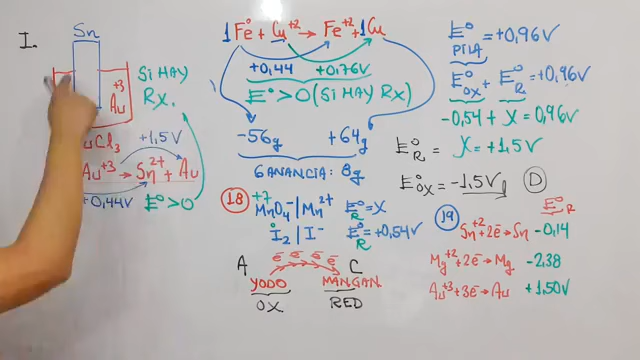 I.
Sn
Au+3
Si HAY
Rx.
uCl3
+1,5V
Au+3 → Sn2+ + Au
+0,44V E°>0
1Fe° + Cu+2 → Fe+2 + 1Cu
+0,44 +0,76V
E°>0 (Si HAY Rx)
-56g +64g
GANANCIA: 8g
18
+7
MnO4- | Mn2+ E°R = X
I2 | I- E°R = +0,54V
A e- e- e- e- C
YODO MANGAN.
OX. RED
E°PILA = +0,96V
E°OX + E°R = +0,96V
-0,54 + X = 0,96V
E°R = X = +1,5V
E°OX = -1,5V D
19 E°R
Sn+2 + 2e- → Sn -0,14
Mg+2 + 2e- → Mg -2,38
Au+3 + 3e- → Au +1,50V